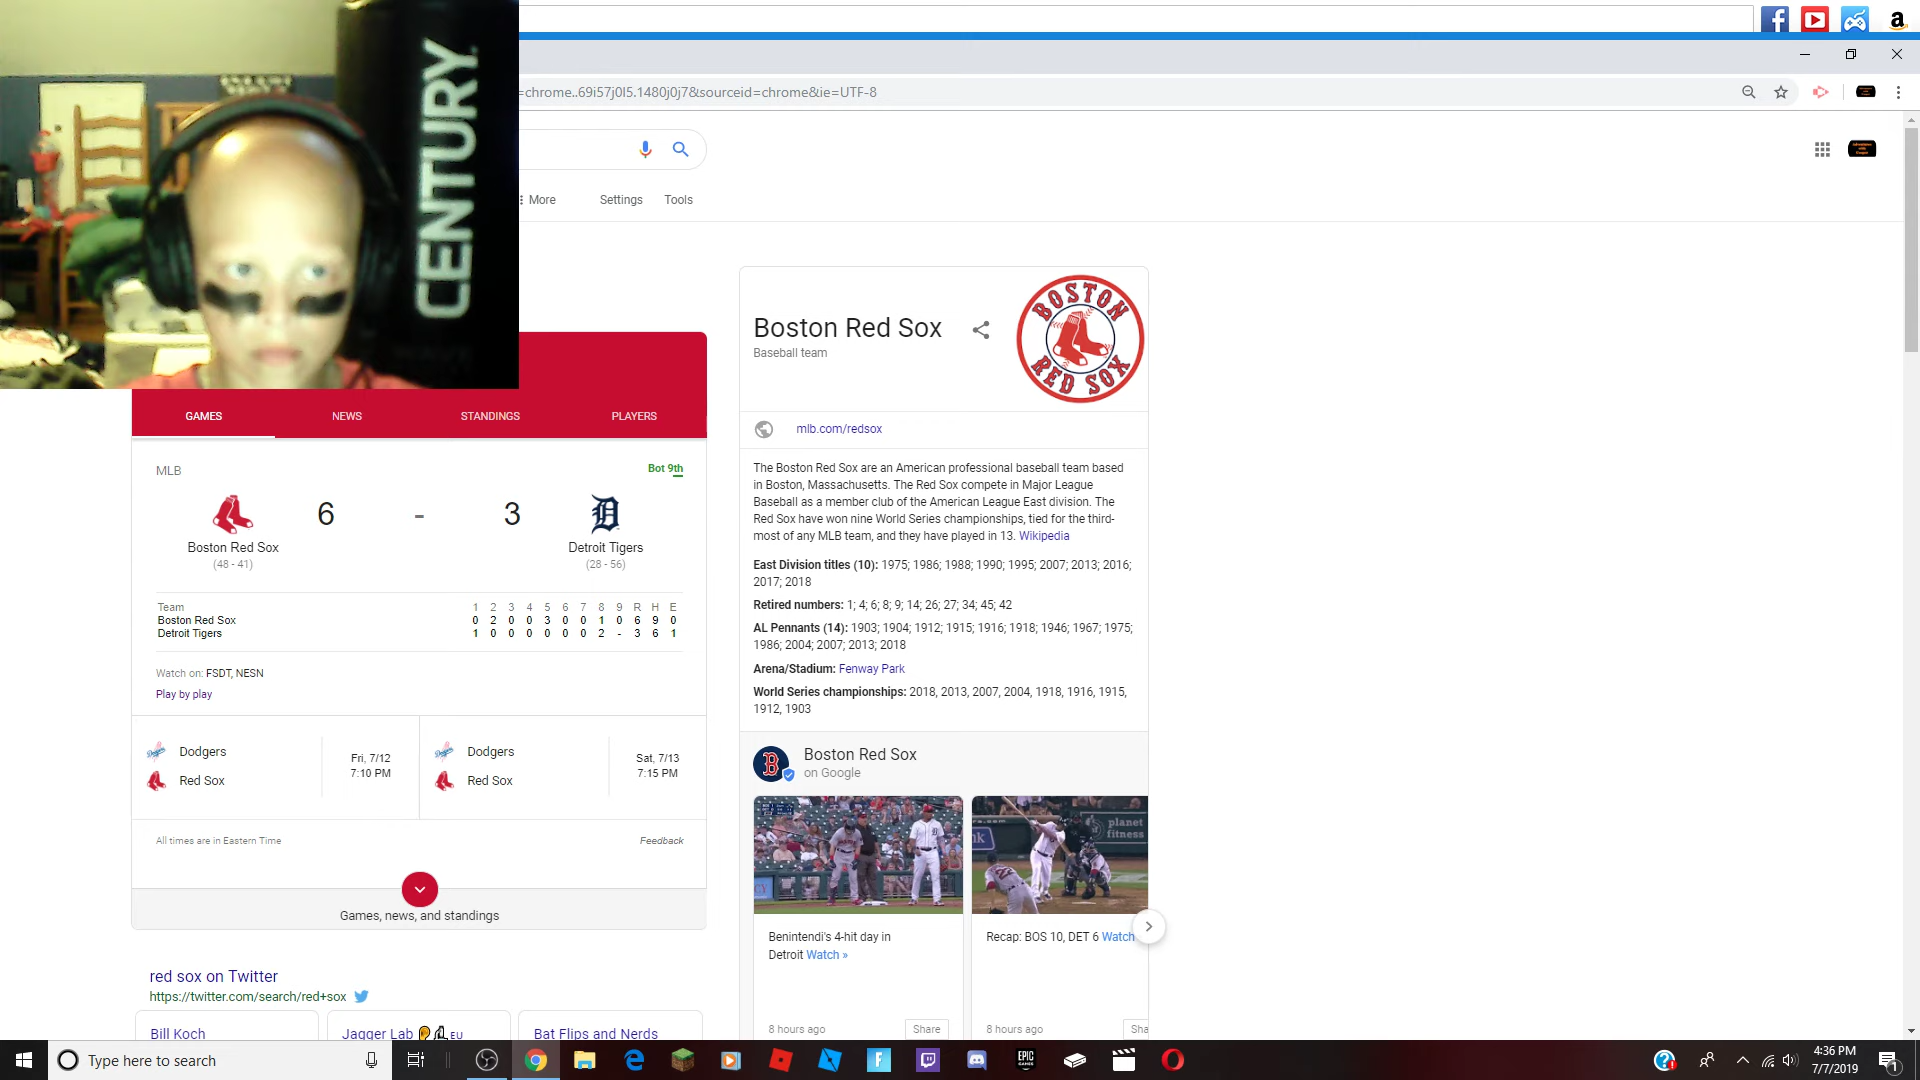 CENTURY
=chrome..69i57j0l5.1480j0j7&sourceid=chrome&ie=UTF-8
More Settings Tools
GAMES NEWS STANDINGS PLAYERS
MLB Bot 9th
6 - 3
Boston Red Sox Detroit Tigers
(48 - 41) (28 - 56)
Team 1 2 3 4 5 6 7 8 9 R H E
Boston Red Sox 0 2 0 0 3 0 0 1 0 6 9 0
Detroit Tigers 1 0 0 0 0 0 0 2 - 3 6 1
Watch on: FSDT, NESN
Play by play
Dodgers Fri, 7/12 Dodgers Sat, 7/13
Red Sox 7:10 PM Red Sox 7:15 PM
All times are in Eastern Time Feedback
Games, news, and standings
red sox on Twitter
https://twitter.com/search/red+sox
Bill Koch Jagger Lab EU Bat Flips and Nerds
Boston Red Sox
Baseball team
BOSTON
RED SOX
mlb.com/redsox
The Boston Red Sox are an American professional baseball team based
in Boston, Massachusetts. The Red Sox compete in Major League
Baseball as a member club of the American League East division. The
Red Sox have won nine World Series championships, tied for the third-
most of any MLB team, and they have played in 13. Wikipedia
East Division titles (10): 1975; 1986; 1988; 1990; 1995; 2007; 2013; 2016;
2017; 2018
Retired numbers: 1; 4; 6; 8; 9; 14; 26; 27; 34; 45; 42
AL Pennants (14): 1903; 1904; 1912; 1915; 1916; 1918; 1946; 1967; 1975;
1986; 2004; 2007; 2013; 2018
Arena/Stadium: Fenway Park
World Series championships: 2018, 2013, 2007, 2004, 1918, 1916, 1915,
1912, 1903
Boston Red Sox
on Google
planet
fitness
Benintendi's 4-hit day in
Detroit Watch »
Recap: BOS 10, DET 6 Watch
8 hours ago Share 8 hours ago Sha
Type here to search
EPIC
GAMES
4:36 PM
7/7/2019
1